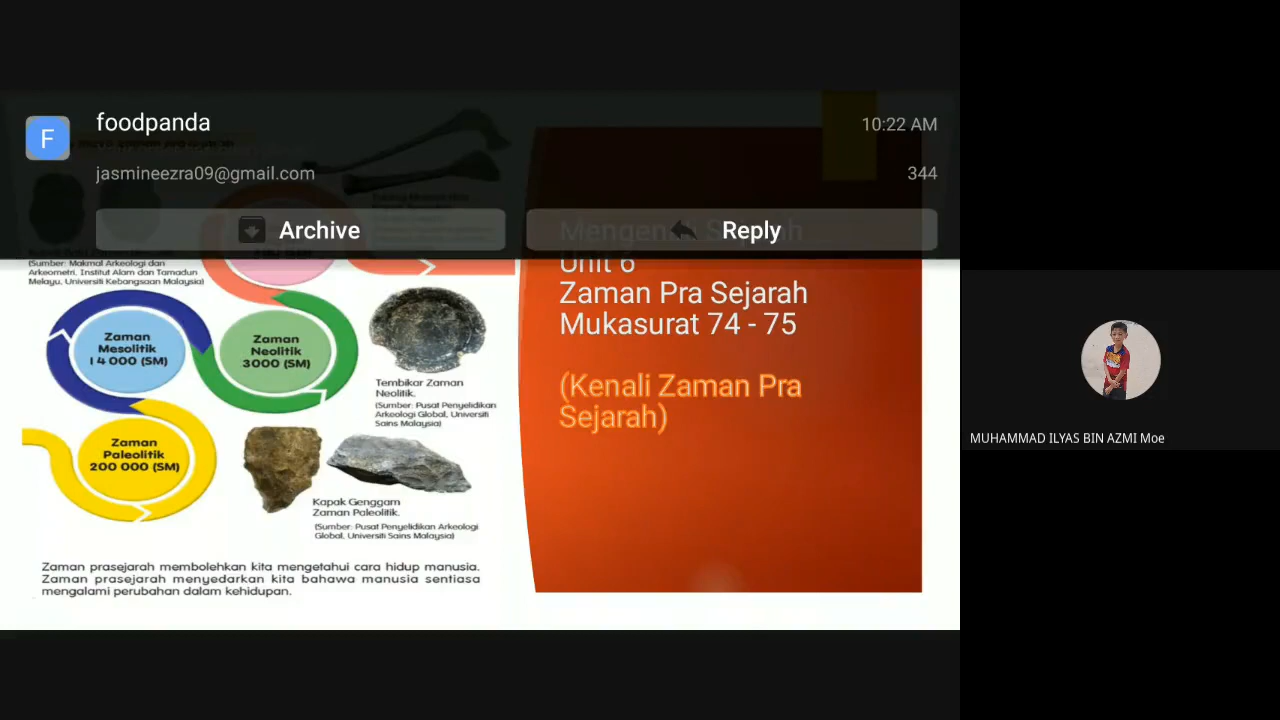 foodpanda
10:22 AM
jasmineezra09@gmail.com
344
Archive
Reply
(Sumber: Makmal Arkeologi dan
Arkeometri, Institut Alam dan Tamadun
Melayu, Universiti Kebangsaan Malaysia)
Zaman
Mesolitik
14 000 (SM)
Zaman
Neolitik
3000 (SM)
Tembikar Zaman
Neolitik.
(Sumber: Pusat Penyelidikan
Arkeologi Global, Universiti
Sains Malaysia)
Zaman
Paleolitik
200 000 (SM)
Kapak Genggam
Zaman Paleolitik.
(Sumber: Pusat Penyelidikan Arkeologi
Global, Universiti Sains Malaysia)
Zaman prasejarah membolehkan kita mengetahui cara hidup manusia.
Zaman prasejarah menyedarkan kita bahawa manusia sentiasa
mengalami perubahan dalam kehidupan.
Mengenali Sejarah
Unit 6
Zaman Pra Sejarah
Mukasurat 74 - 75
(Kenali Zaman Pra
Sejarah)
MUHAMMAD ILYAS BIN AZMI Moe